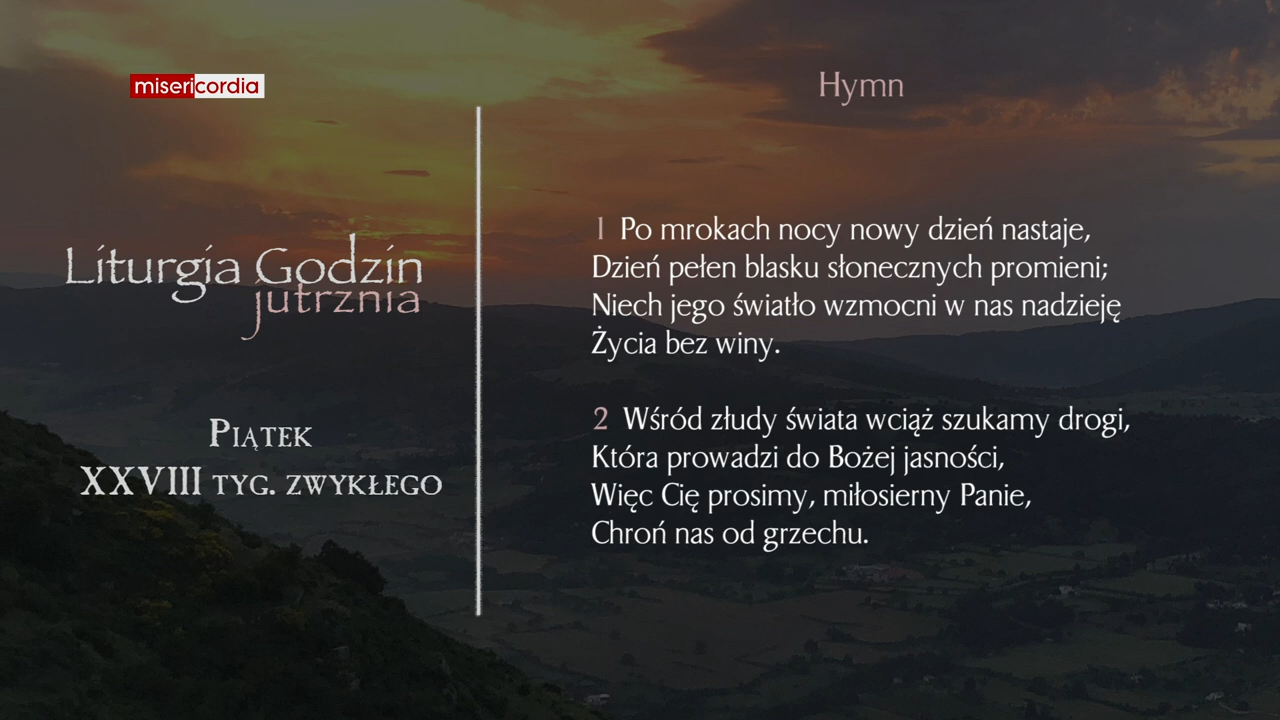 misericordia
Liturgia Godzin
jutrznia
Piątek
XXVIII tyg. zwykłego
Hymn
1 Po mrokach nocy nowy dzień nastaje,
Dzień pełen blasku słonecznych promieni;
Niech jego światło wzmocni w nas nadzieję
Życia bez winy.
2 Wśród złudy świata wciąż szukamy drogi,
Która prowadzi do Bożej jasności,
Więc Cię prosimy, miłosierny Panie,
Chroń nas od grzechu.